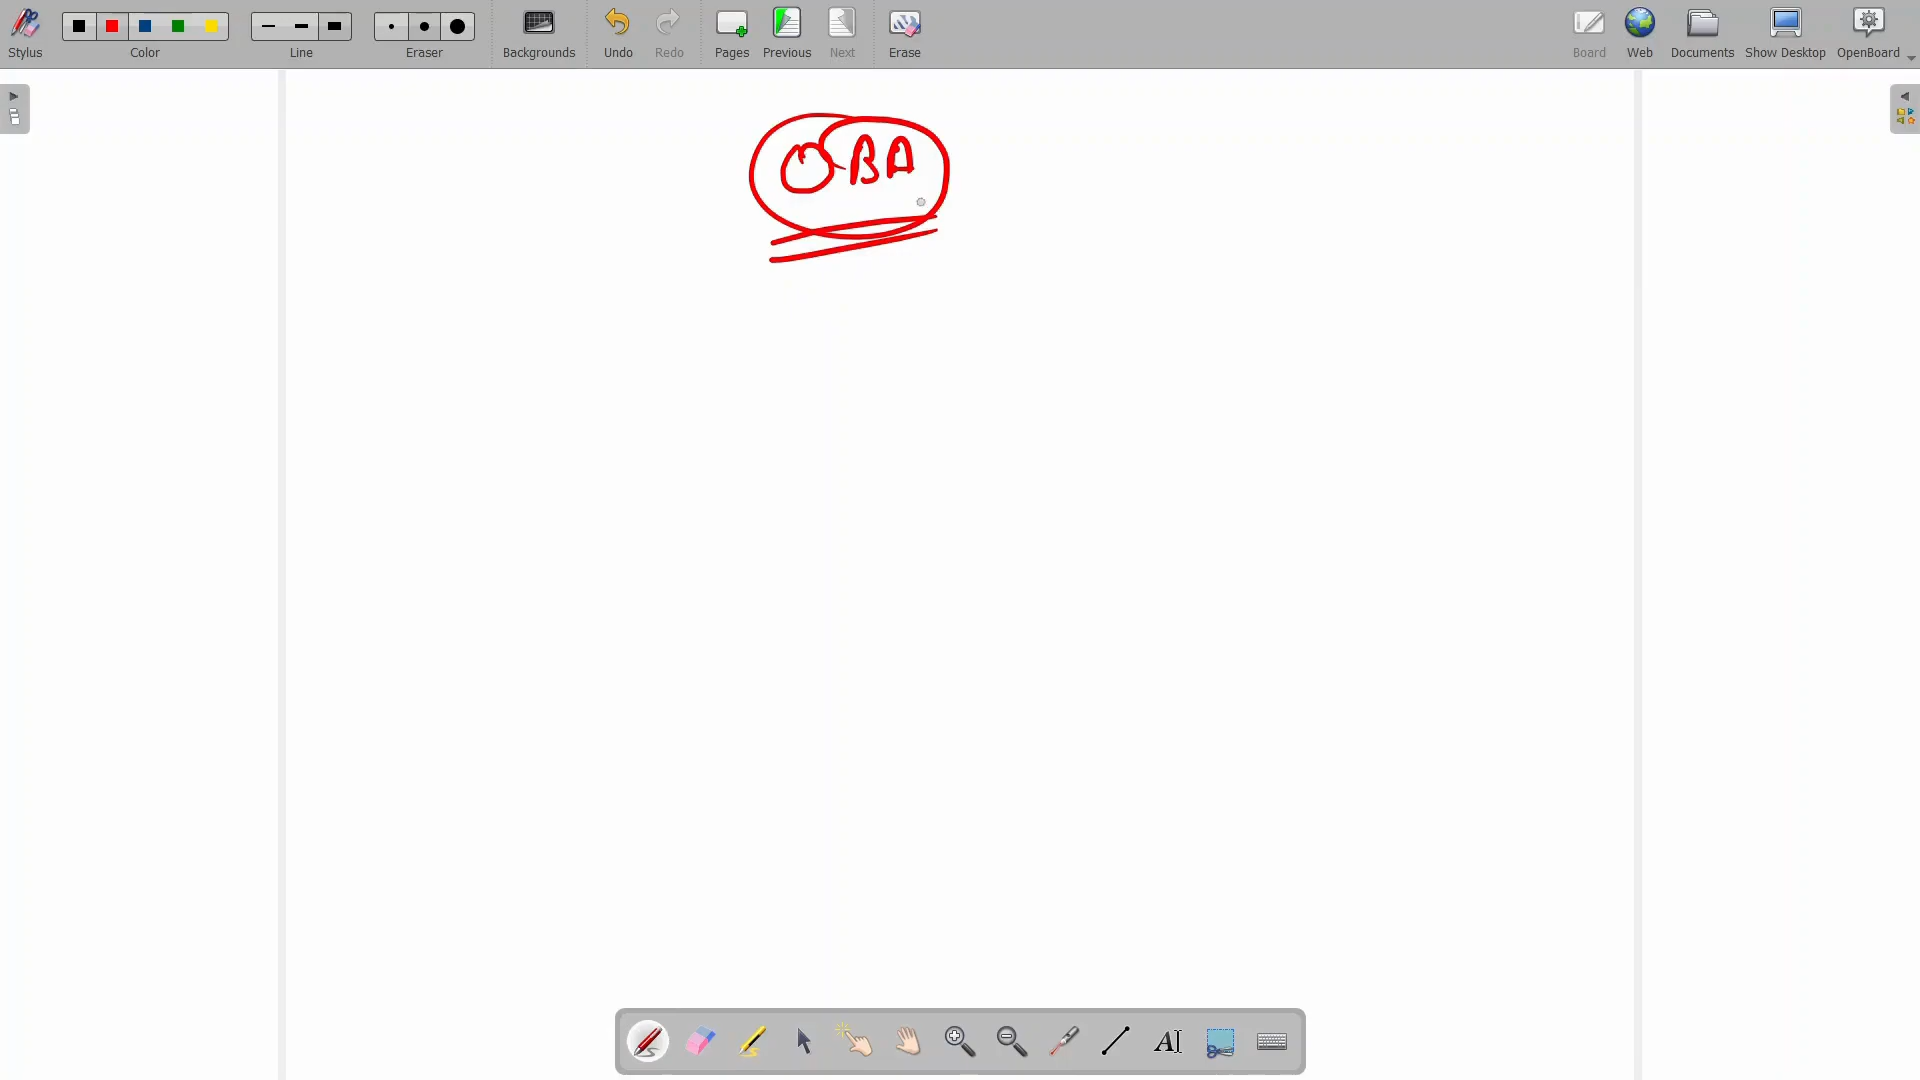 Stylus
Color
Line
Eraser
Backgrounds
Undo
Redo
Pages
Previous
Next
Erase
Board
Web
Documents
Show Desktop
OpenBoard
OBA
A